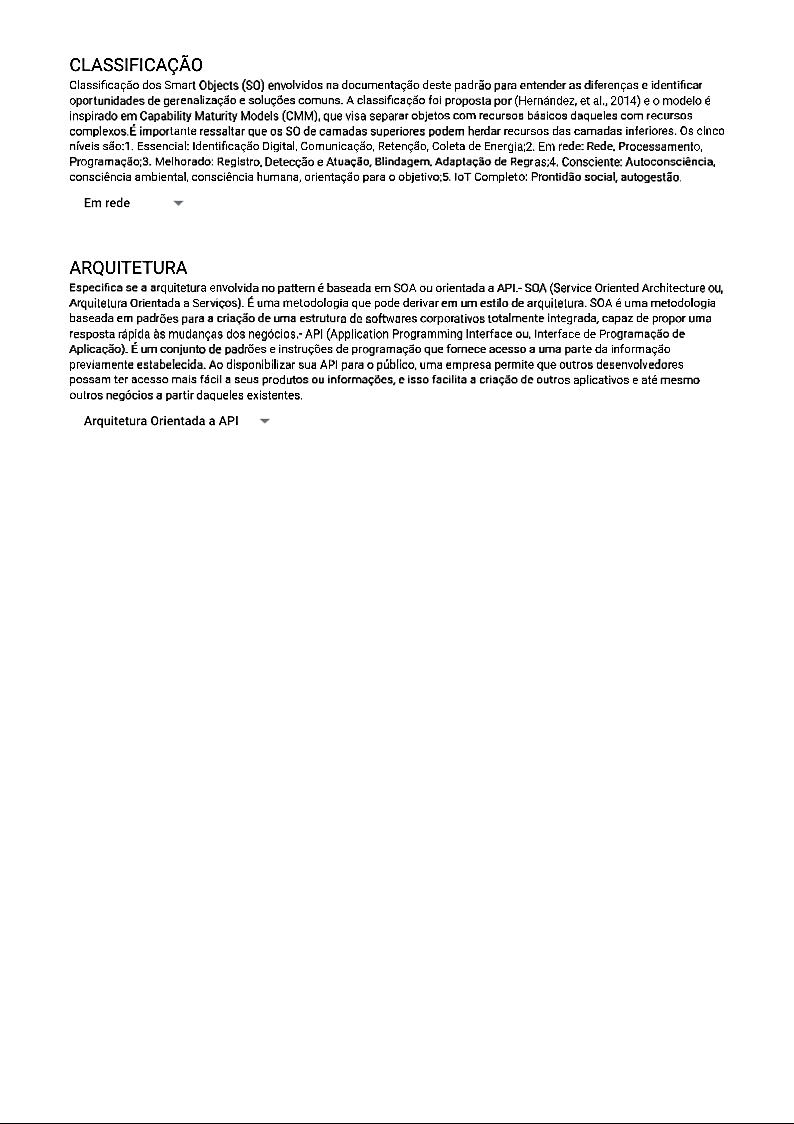 CLASSIFICAÇÃO
Classificação dos Smart Objects (SO) envolvidos na documentação deste padrão para entender as diferenças e identificar
oportunidades de gerenalização e soluções comuns. A classificação foi proposta por (Hernández, et al., 2014) e o modelo é
inspirado em Capability Maturity Models (CMM), que visa separar objetos com recursos básicos daqueles com recursos
complexos.É importante ressaltar que os SO de camadas superiores podem herdar recursos das camadas inferiores. Os cinco
níveis são:1. Essencial: Identificação Digital, Comunicação, Retenção, Coleta de Energia;2. Em rede: Rede, Processamento,
Programação;3. Melhorado: Registro, Detecção e Atuação, Blindagem, Adaptação de Regras;4. Consciente: Autoconsciência,
consciência ambiental, consciência humana, orientação para o objetivo;5. IoT Completo: Prontidão social, autogestão.
Em rede
ARQUITETURA
Especifica se a arquitetura envolvida no pattern é baseada em SOA ou orientada a API.- SOA (Service Oriented Architecture ou,
Arquitetura Orientada a Serviços). É uma metodologia que pode derivar em um estilo de arquitetura. SOA é uma metodologia
baseada em padrões para a criação de uma estrutura de softwares corporativos totalmente integrada, capaz de propor uma
resposta rápida às mudanças dos negócios.- API (Application Programming Interface ou, Interface de Programação de
Aplicação). É um conjunto de padrões e instruções de programação que fornece acesso a uma parte da informação
previamente estabelecida. Ao disponibilizar sua API para o público, uma empresa permite que outros desenvolvedores
possam ter acesso mais fácil a seus produtos ou informações, e isso facilita a criação de outros aplicativos e até mesmo
outros negócios a partir daqueles existentes.
Arquitetura Orientada a API